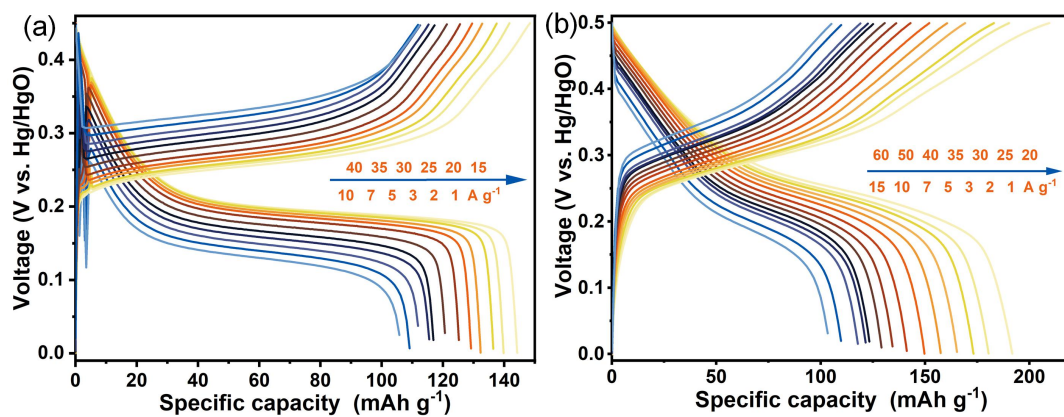 (a)
Voltage (V vs. Hg/HgO)
0.4
0.3
0.2
0.1
0.0
40 35 30 25 20 15
10 7 5 3 2 1 A g⁻¹
0 20 40 60 80 100 120 140
Specific capacity (mAh g⁻¹)
(b)
Voltage (V vs. Hg/HgO)
0.5
0.4
0.3
0.2
0.1
0.0
60 50 40 35 30 25 20
15 10 7 5 3 2 1 A g⁻¹
0 50 100 150 200
Specific capacity (mAh g⁻¹)